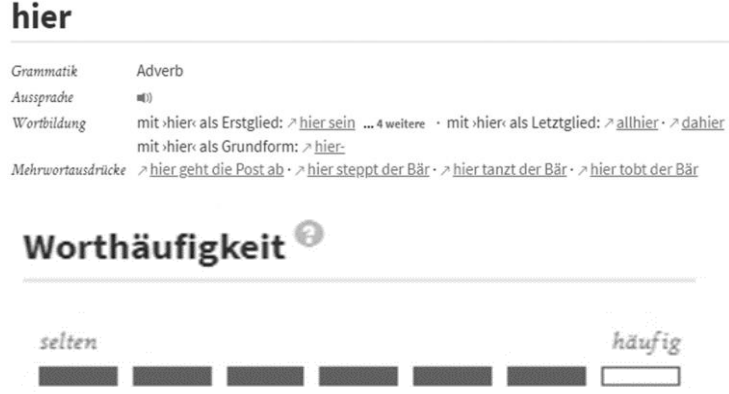 hier
Grammatik Adverb
Aussprache
Wortbildung mit ›hier‹ als Erstglied: ↗hier sein ... 4 weitere · mit ›hier‹ als Letztglied: ↗allhier · ↗dahier
mit ›hier‹ als Grundform: ↗hier-
Mehrwortausdrücke ↗hier geht die Post ab · ↗hier steppt der Bär · ↗hier tanzt der Bär · ↗hier tobt der Bär
Worthäufigkeit ?
selten häufig